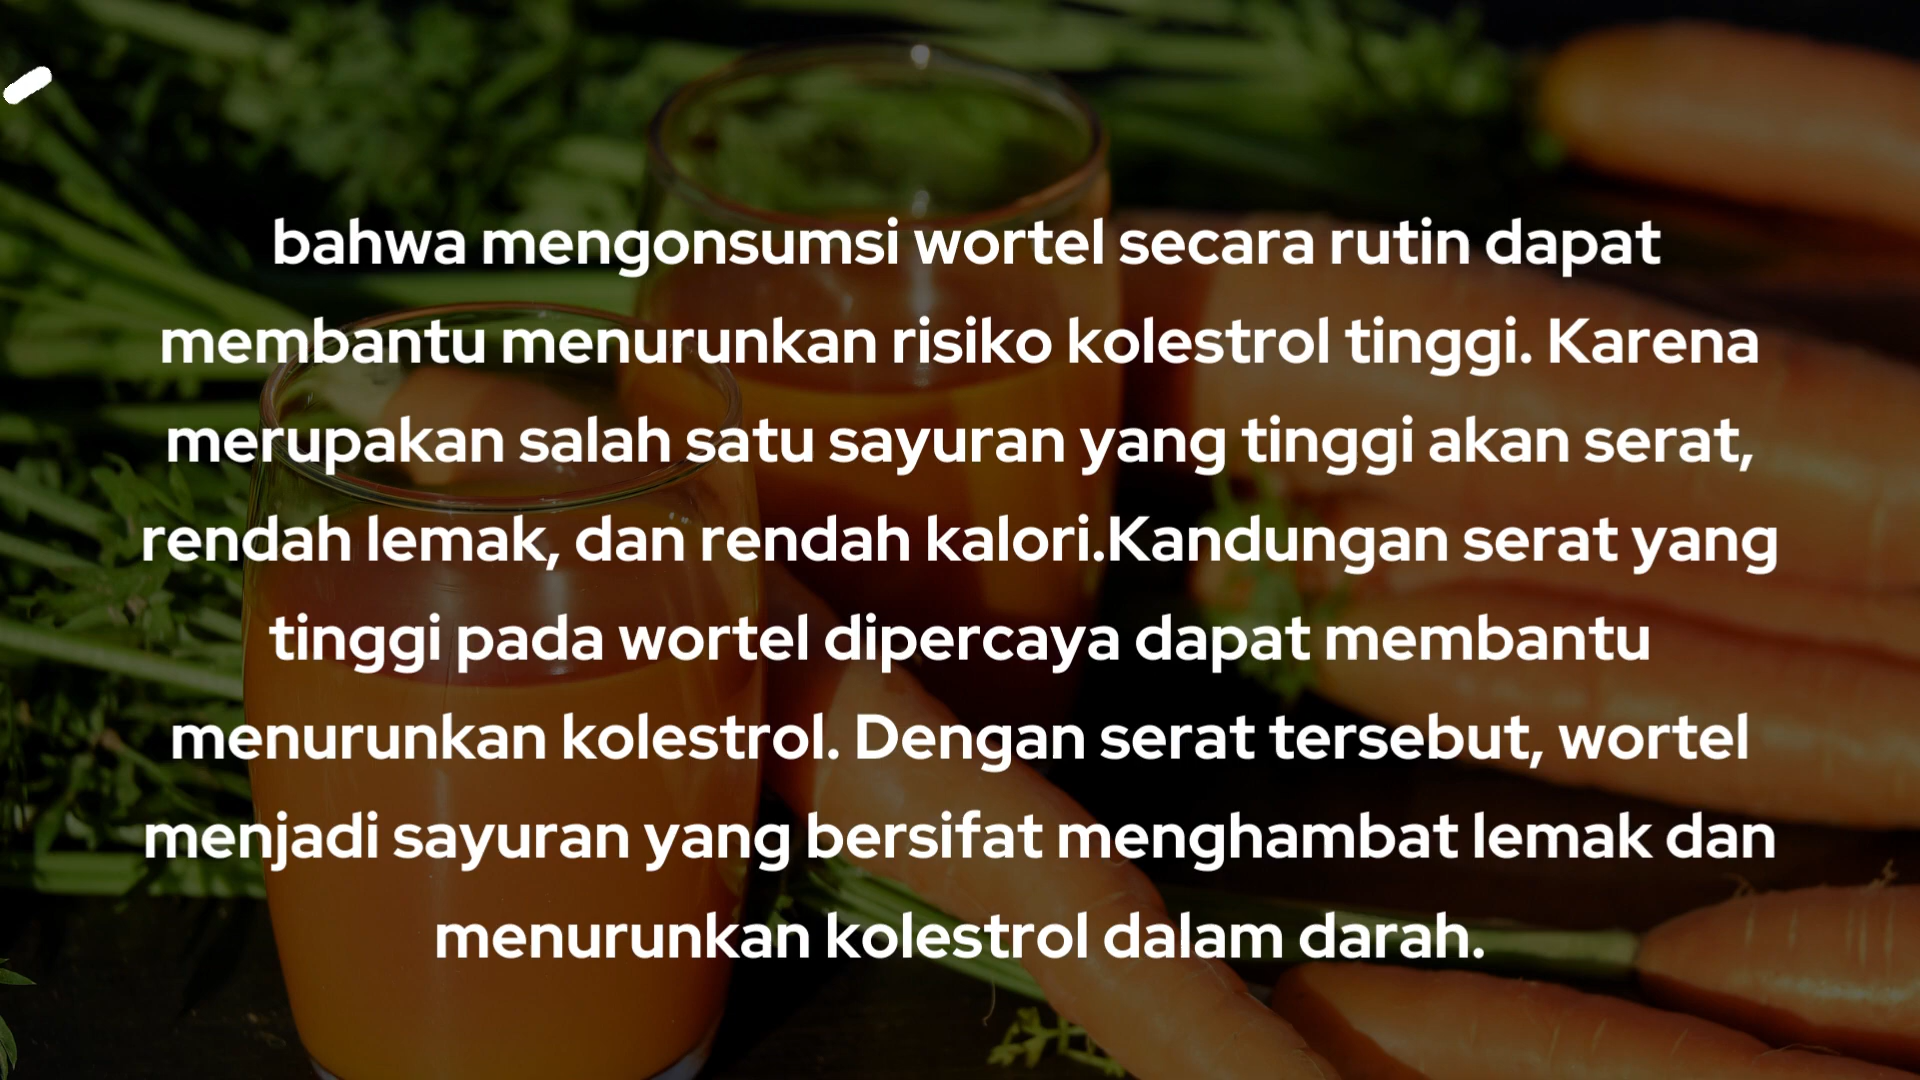 bahwa mengonsumsi wortel secara rutin dapat
membantu menurunkan risiko kolestrol tinggi. Karena
merupakan salah satu sayuran yang tinggi akan serat,
rendah lemak, dan rendah kalori.Kandungan serat yang
tinggi pada wortel dipercaya dapat membantu
menurunkan kolestrol. Dengan serat tersebut, wortel
menjadi sayuran yang bersifat menghambat lemak dan
menurunkan kolestrol dalam darah.